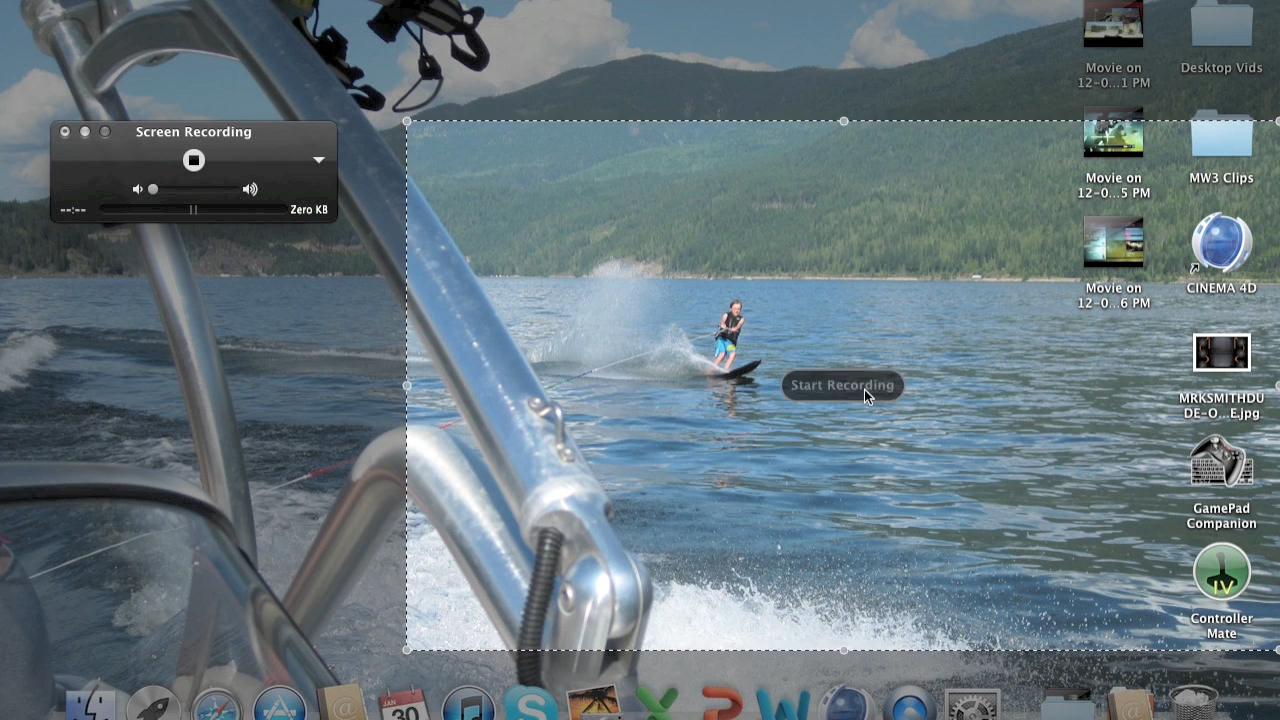 Movie on
12-0...1 PM
Desktop Vids
Screen Recording
--:--
Zero KB
Movie on
12-0...5 PM
MW3 Clips
Movie on
12-0...6 PM
CINEMA 4D
Start Recording
MRKSMITHDU
DE-O...E.jpg
GamePad
Companion
IV
Controller
Mate
JAN
30